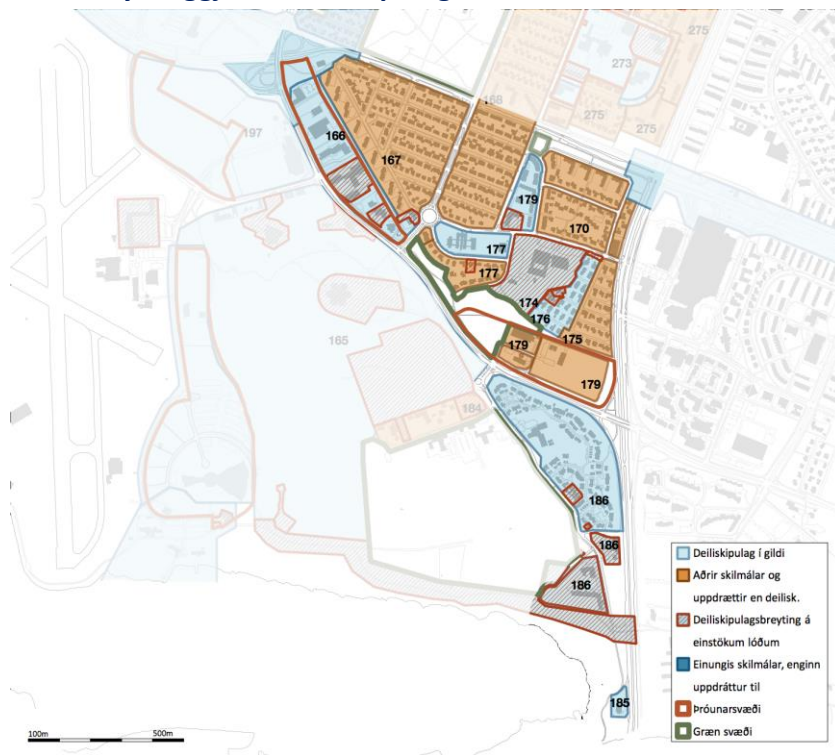 275
273
168
275
275
197
166
167
179
170
177
177
174
176
165
179
175
179
184
186
186
186
185
Deiliskipulag í gildi
Aðrir skilmálar og
uppdrættir en deilisk.
Deiliskipulagsbreyting á
einstökum lóðum
Einungis skilmálar, enginn
uppdráttur til
Þróunarsvæði
Græn svæði
100m
500m